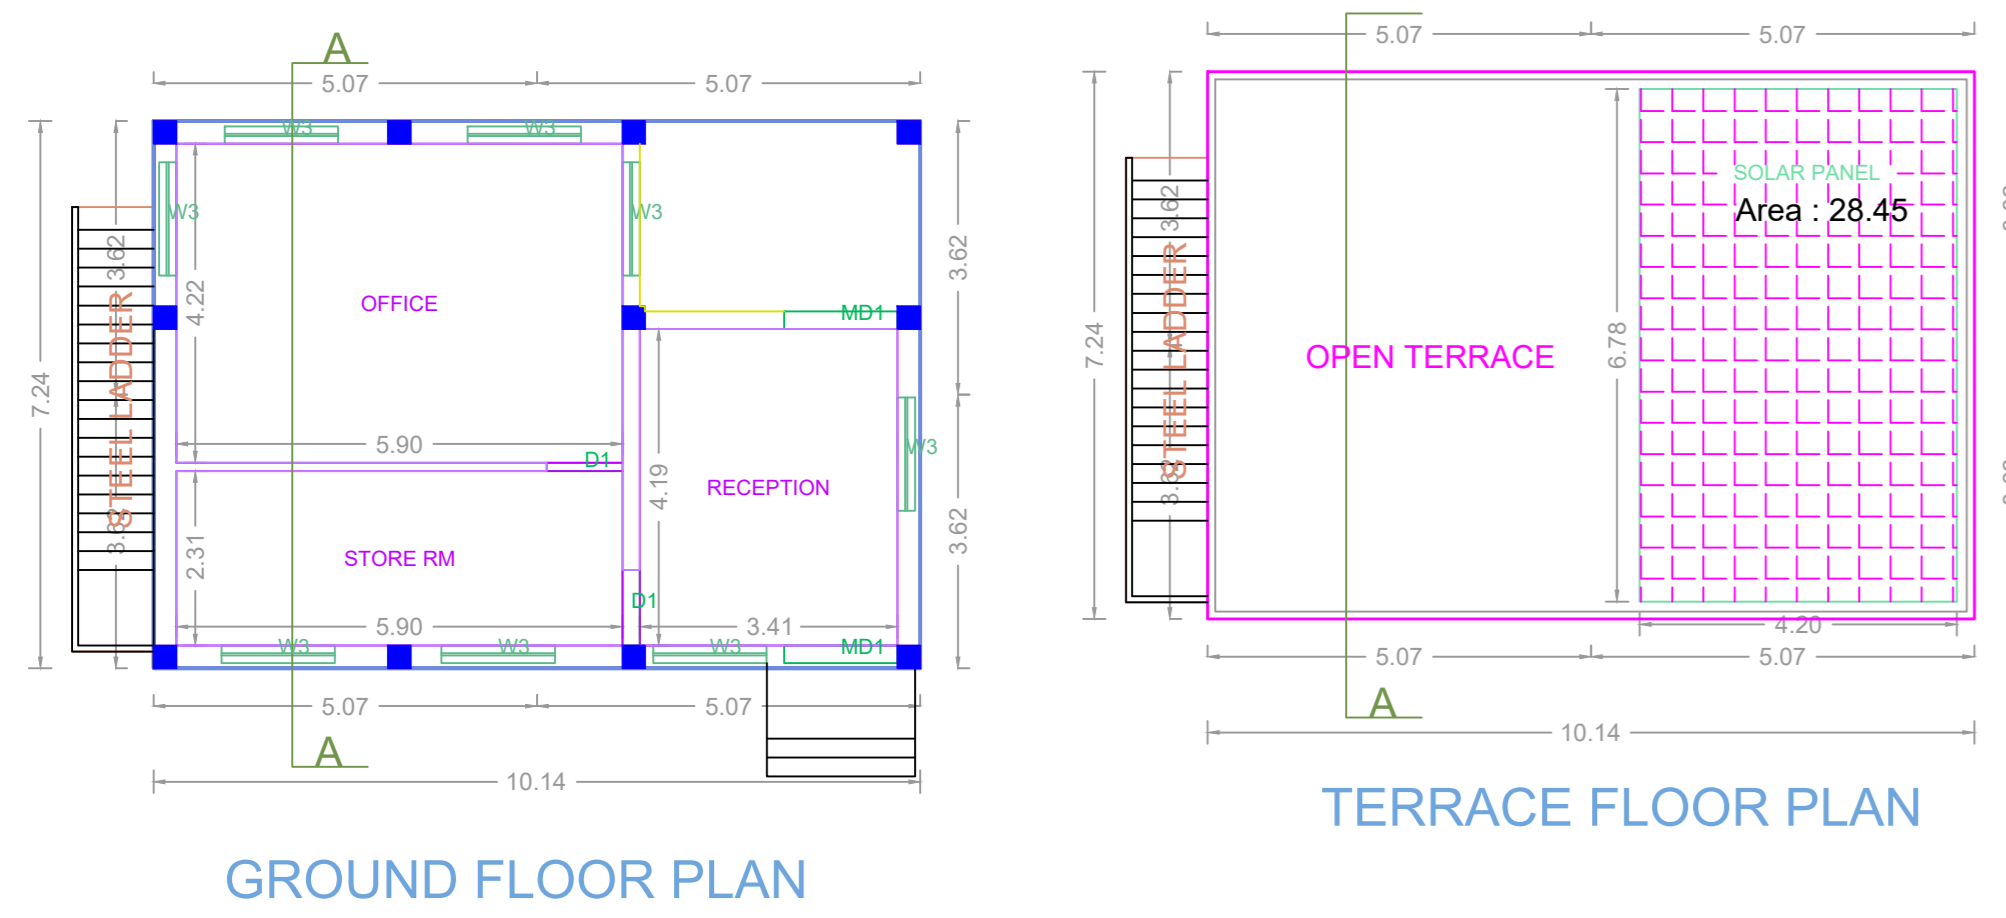 A
5.07
5.07
W3
W3
W3
W3
3.62
3.62
4.22
OFFICE
MD1
7.24
STEEL LADDER
5.90
D1
W3
4.19
RECEPTION
2.31
STORE RM
3.62
D1
5.90
3.41
W3
W3
W3
MD1
5.07
5.07
A
10.14
GROUND FLOOR PLAN
5.07
5.07
SOLAR PANEL
Area : 28.45
3.62
STEEL LADDER
7.24
OPEN TERRACE
6.78
4.20
5.07
5.07
A
10.14
TERRACE FLOOR PLAN